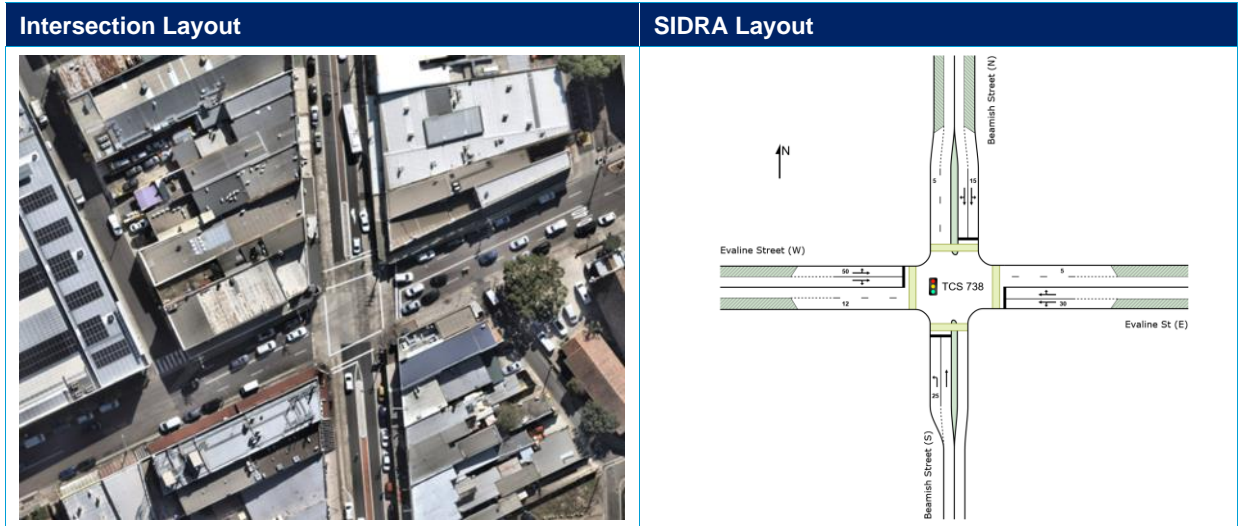 Intersection Layout
SIDRA Layout
Beamish Street (N)
N
5
15
Evaline Street (W)
50
5
TCS 738
12
30
Evaline St (E)
25
Beamish Street (S)